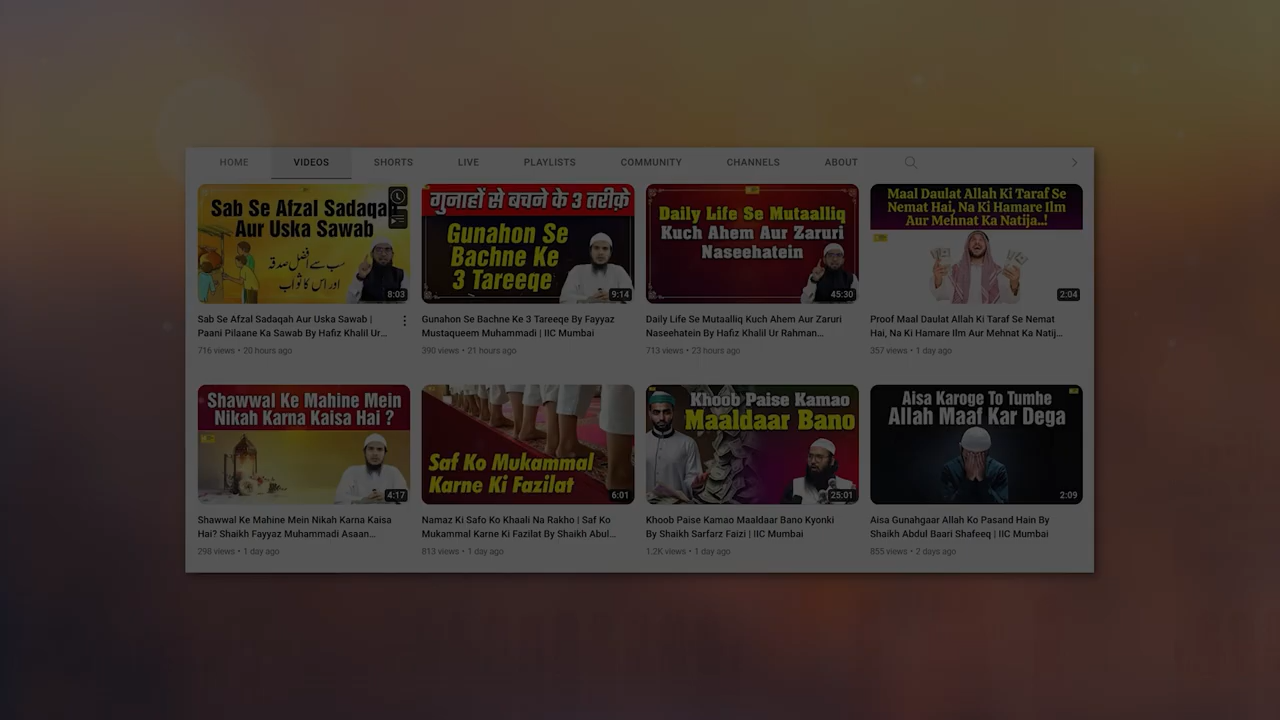 HOME VIDEOS SHORTS LIVE PLAYLISTS COMMUNITY CHANNELS ABOUT
Sab Se Afzal Sadaqah
Aur Uska Sawab
سب سے افضل صدقہ
اور اس کا ثواب
8:03
गुनाहों से बचने के 3 तरीक़े
Gunahon Se
Bachne Ke
3 Tareeqe
9:14
Daily Life Se Mutaalliq
Kuch Ahem Aur Zaruri
Naseehatein
45:30
Maal Daulat Allah Ki Taraf Se
Nemat Hai, Na Ki Hamare Ilm
Aur Mehnat Ka Natija..!
2:04
Sab Se Afzal Sadaqah Aur Uska Sawab |
Paani Pilaane Ka Sawab By Hafiz Khalil Ur...
716 views • 20 hours ago
Gunahon Se Bachne Ke 3 Tareeqe By Fayyaz
Mustaqueem Muhammadi | IIC Mumbai
390 views • 21 hours ago
Daily Life Se Mutaalliq Kuch Ahem Aur Zaruri
Naseehatein By Hafiz Khalil Ur Rahman...
713 views • 23 hours ago
Proof Maal Daulat Allah Ki Taraf Se Nemat
Hai, Na Ki Hamare Ilm Aur Mehnat Ka Natij...
357 views • 1 day ago
Shawwal Ke Mahine Mein
Nikah Karna Kaisa Hai ?
4:17
Saf Ko Mukammal
Karne Ki Fazilat
6:01
Khoob Paise Kamao
Maaldaar Bano
25:01
Aisa Karoge To Tumhe
Allah Maaf Kar Dega
2:09
Shawwal Ke Mahine Mein Nikah Karna Kaisa
Hai? Shaikh Fayyaz Muhammadi Asaan...
298 views • 1 day ago
Namaz Ki Safo Ko Khaali Na Rakho | Saf Ko
Mukammal Karne Ki Fazilat By Shaikh Abul...
813 views • 1 day ago
Khoob Paise Kamao Maaldaar Bano Kyonki
By Shaikh Sarfarz Faizi | IIC Mumbai
1.2K views • 1 day ago
Aisa Gunahgaar Allah Ko Pasand Hain By
Shaikh Abdul Baari Shafeeq | IIC Mumbai
855 views • 2 days ago